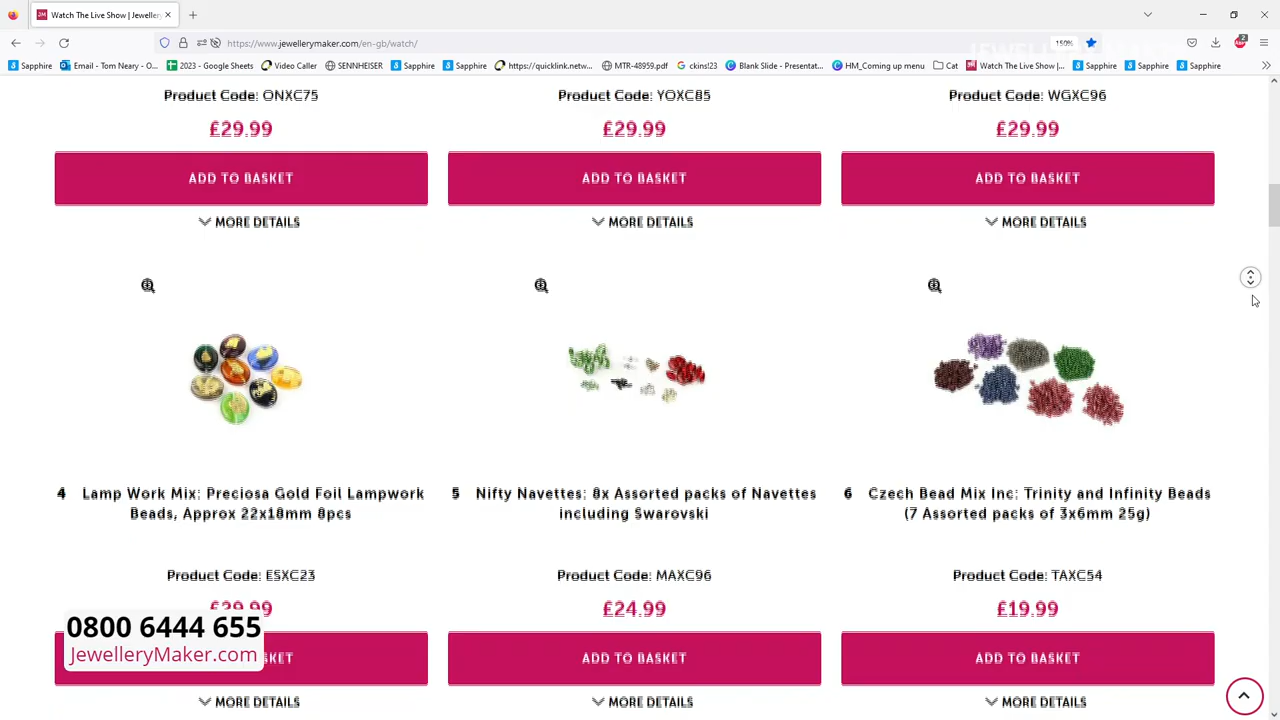 Watch The Live Show | Jeweller
https://www.jewellerymaker.com
gb/watch/
150%
2
Sapphire
Email - Tom Neary - O...
2023 - Google Sheets
Video Caller
SENNHEISER
Sapphire
Sapphire
https://quicklink.netw...
MTR-48959.pdf
ckins!23
Blank Slide - Presentat...
HM_Coming up menu
Cat
Watch The Live Show |...
Sapphire
Sapphire
Sapphire
Product Code: ONXC75
Product Code: YOXC85
Product Code: WGXC96
£29.99
£29.99
£29.99
ADD TO BASKET
ADD TO BASKET
ADD TO BASKET
MORE DETAILS
MORE DETAILS
MORE DETAILS
4 Lamp Work Mix: Preciosa Gold Foil Lampwork
Beads, Approx 22x18mm 8pcs
5 Nifty Navettes: 8x Assorted packs of Navettes
including Swarovski
6 Czech Bead Mix Inc; Trinity and Infinity Beads
(7 Assorted packs of 3x6mm 25g)
Product Code: ESXC23
Product Code: MAXC96
Product Code: TAXC54
£29.99
£24.99
£19.99
0800 6444 655
JewelleryMaker.com
ADD TO BASKET
ADD TO BASKET
MORE DETAILS
MORE DETAILS
MORE DETAILS